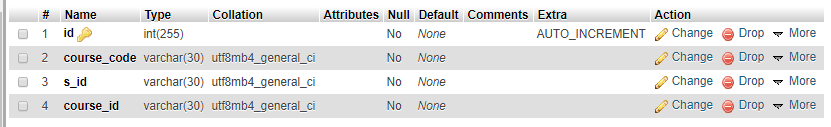 # Name Type Collation Attributes Null Default Comments Extra Action
1 id int(255) No None AUTO_INCREMENT Change Drop More
2 course_code varchar(30) utf8mb4_general_ci No None Change Drop More
3 s_id varchar(30) utf8mb4_general_ci No None Change Drop More
4 course_id varchar(30) utf8mb4_general_ci No None Change Drop More